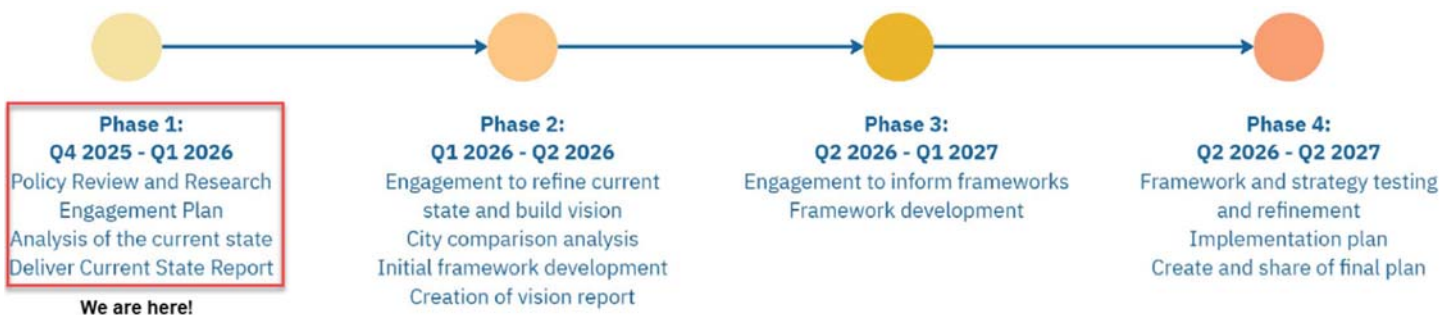 Phase 1:
Q4 2025 - Q1 2026
Policy Review and Research
Engagement Plan
Analysis of the current state
Deliver Current State Report
We are here!
Phase 2:
Q1 2026 - Q2 2026
Engagement to refine current
state and build vision
City comparison analysis
Initial framework development
Creation of vision report
Phase 3:
Q2 2026 - Q1 2027
Engagement to inform frameworks
Framework development
Phase 4:
Q2 2026 - Q2 2027
Framework and strategy testing
and refinement
Implementation plan
Create and share of final plan